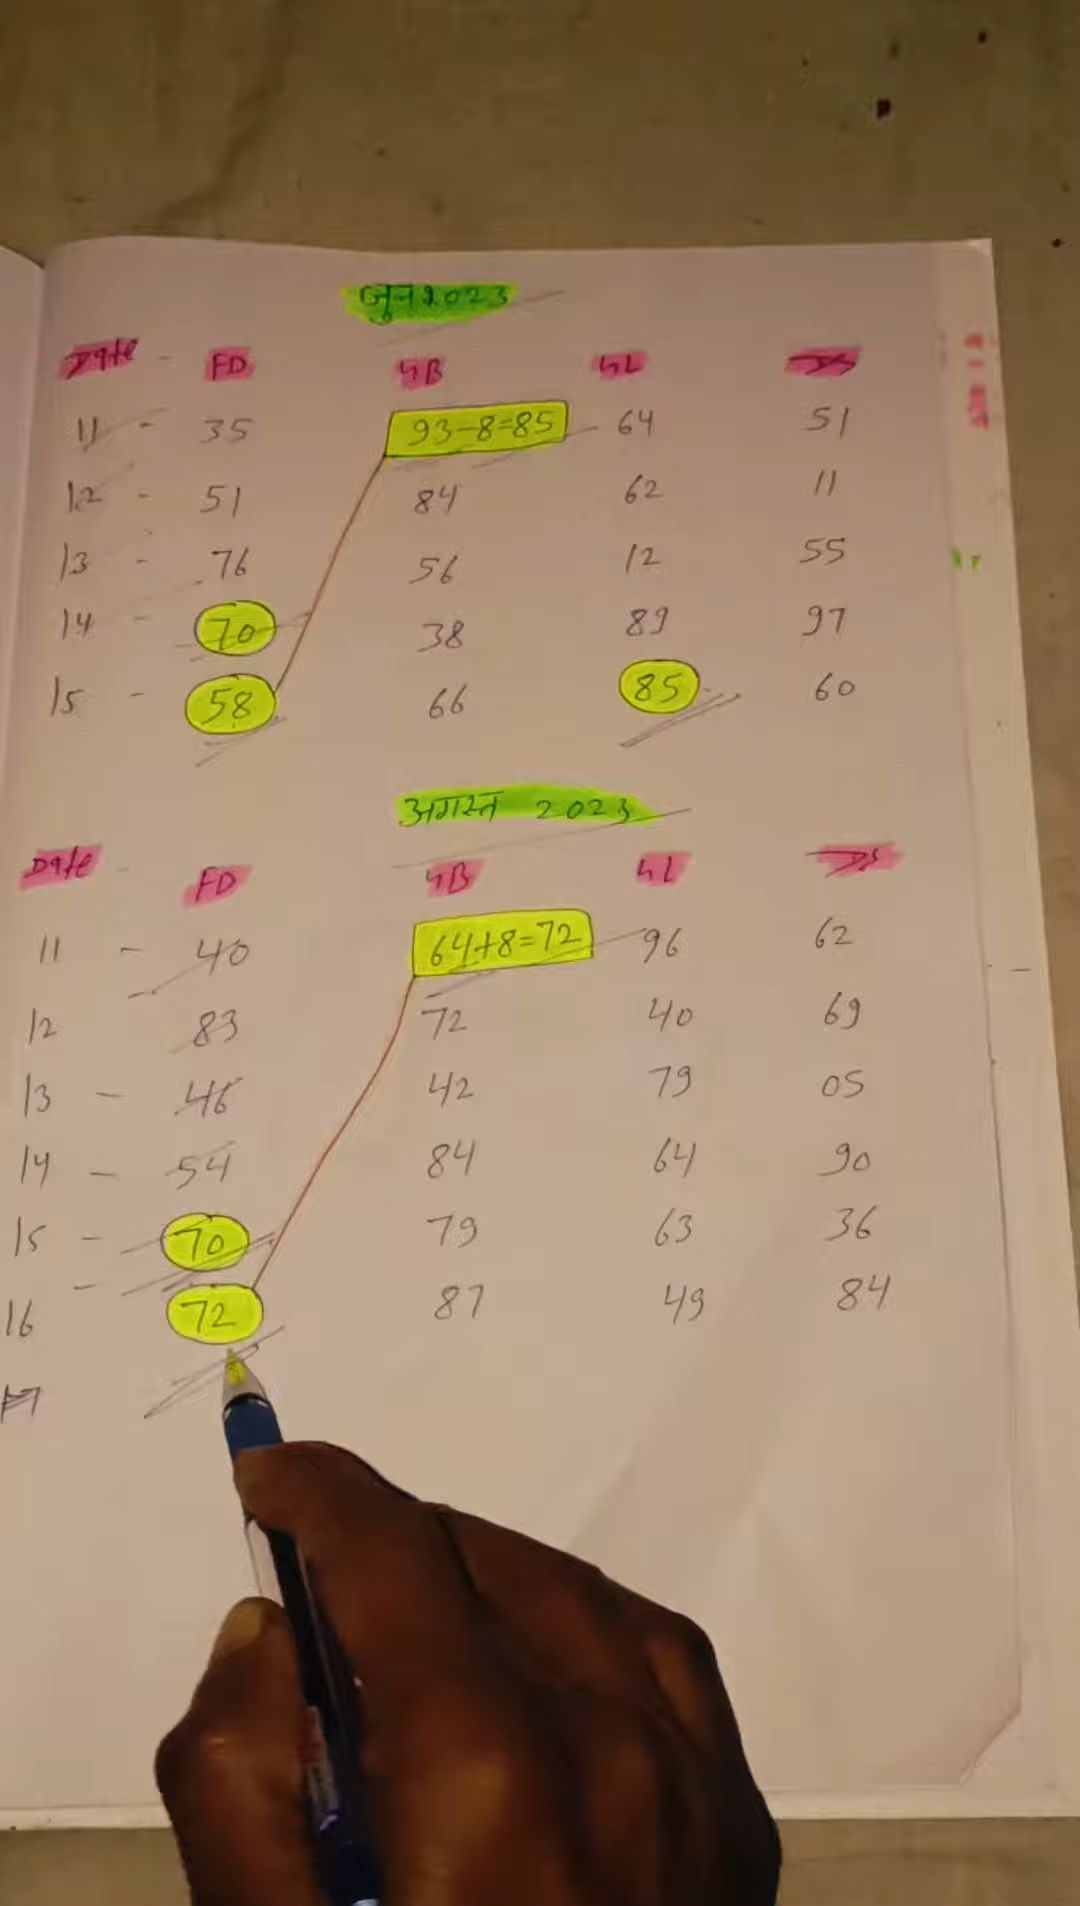 जून 2023
Date - FD GB GL DS
11 - 35 93-8=85 64 51
12 - 51 84 62 11
13 - 76 56 12 55
14 - 70 38 89 97
15 - 58 66 85 60
अगस्त 2023
Date - FD GB GL DS
11 - 40 64+8=72 96 62
12 83 72 40 69
13 - 46 42 79 05
14 - 54 84 64 90
15 - 70 79 63 36
16 - 72 87 49 84
17